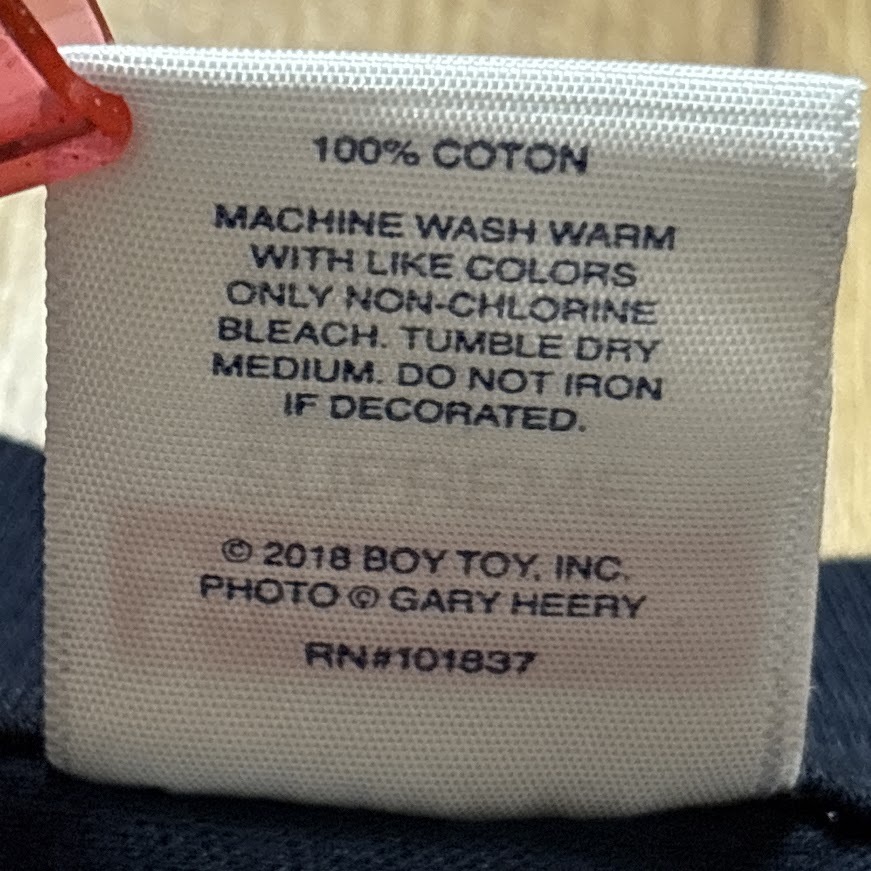 100% COTON
MACHINE WASH WARM
WITH LIKE COLORS
ONLY NON-CHLORINE
BLEACH. TUMBLE DRY
MEDIUM. DO NOT IRON
IF DECORATED.
© 2018 BOY TOY, INC.
PHOTO © GARY HEERY
RN#101837